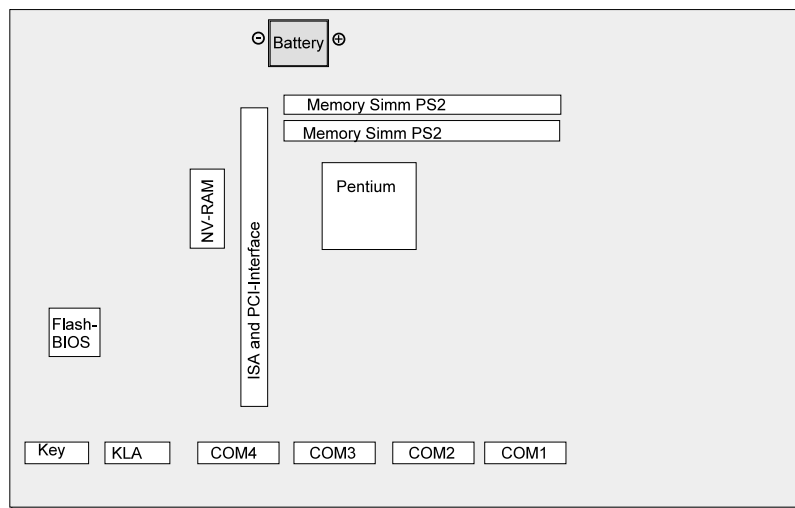 ⊖ Battery ⊕
Memory Simm PS2
Memory Simm PS2
NV-RAM
ISA and PCI-Interface
Pentium
Flash-
BIOS
Key
KLA
COM4
COM3
COM2
COM1